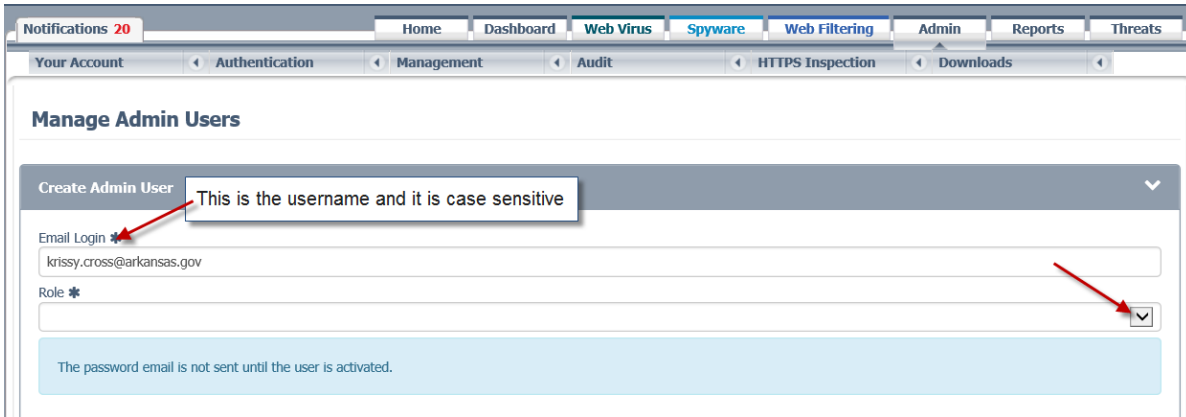 Notifications 20 Home Dashboard Web Virus Spyware Web Filtering Admin Reports Threats
Your Account Authentication Management Audit HTTPS Inspection Downloads
Manage Admin Users
Create Admin User
This is the username and it is case sensitive
Email Login ✱
krissy.cross@arkansas.gov
Role ✱
The password email is not sent until the user is activated.